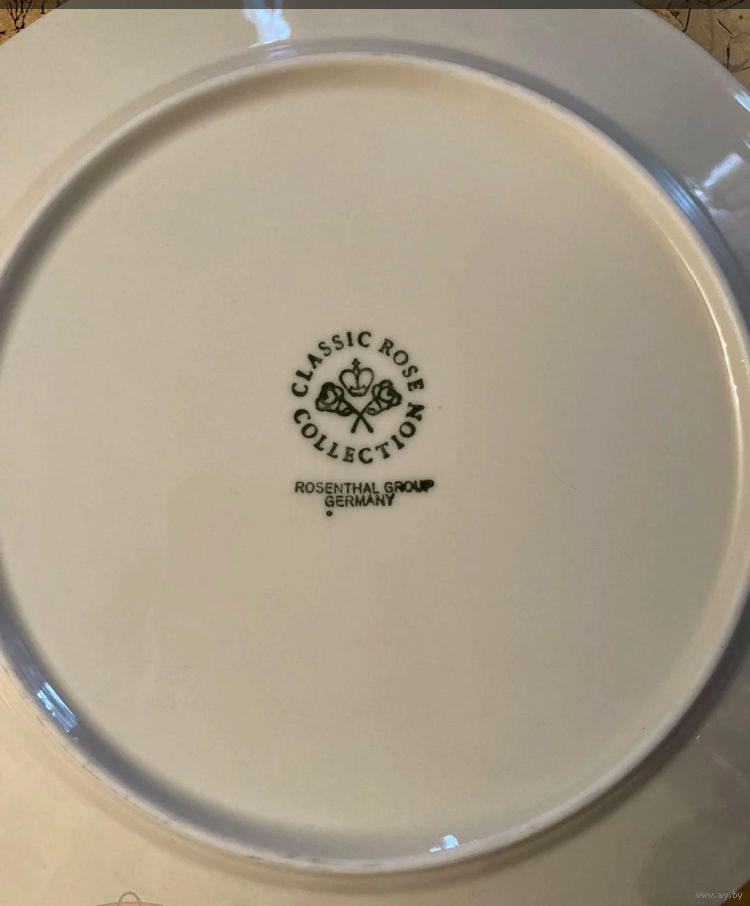 CLASSIC ROSE
COLLECTION
ROSENTHAL GROUP
GERMANY
www.ay.by